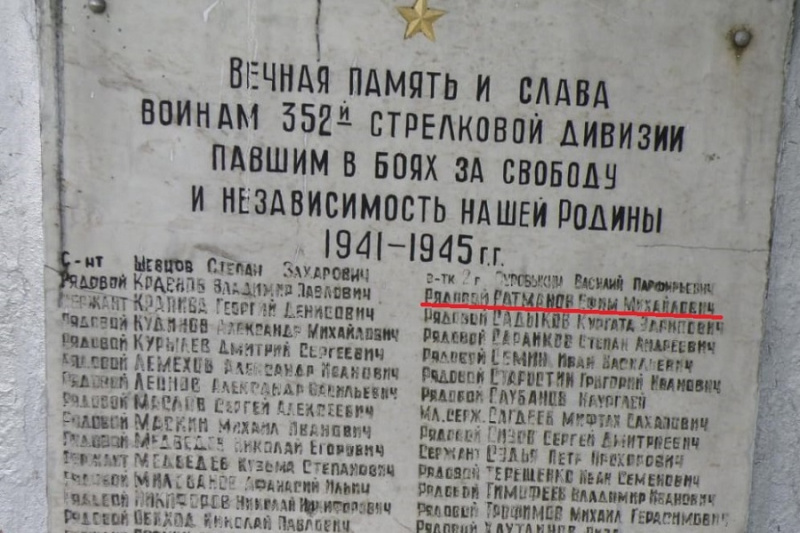 ВЕЧНАЯ ПАМЯТЬ И СЛАВА
ВОИНАМ 352Й СТРЕЛКОВОЙ ДИВИЗИИ
ПАВШИМ В БОЯХ ЗА СВОБОДУ
И НЕЗАВИСИМОСТЬ НАШЕЙ РОДИНЫ
1941-1945 г.г.
С-НТ ШЕВЦОВ СТЕПАН ЗАХАРОВИЧ
РЯДОВОЙ ВЛАДИМИР ПАВЛОВИЧ
СЕРЖАНТ КРАПИВА ГЕОРГИЙ ДЕНИСОВИЧ
РЯДОВОЙ КУДИНОВ АЛЕКСАНДР МИХАЙЛОВИЧ
РЯДОВОЙ КУРЫЛЕВ ДМИТРИЙ СЕРГЕЕВИЧ
РЯДОВОЙ ЛЕМЕХОВ АЛЕКСАНДР ИВАНОВИЧ
РЯДОВОЙ ЛЕОНОВ АЛЕКСАНДР ВАСИЛЬЕВИЧ
РЯДОВОЙ МАСЛОВ СЕРГЕЙ АЛЕКСЕЕВИЧ
РЯДОВОЙ МАСКИН МИХАИЛ ИВАНОВИЧ
РЯДОВОЙ МЕДВЕДЕВ НИКОЛАЙ ЕГОРОВИЧ
СЕРЖАНТ МЕДВЕДЕВ КУЗЬМА СТЕПАНОВИЧ
РЯДОВОЙ МИЛОВАНОВ АФАНАСИЙ ИЛЬИЧ
РЯДОВОЙ НИКИФОРОВ НИКОЛАЙ НИКИФОРОВИЧ
РЯДОВОЙ ОБИХОД НИКОЛАЙ ПАВЛОВИЧ
2 Г ВАСИЛИЙ ПАРФИРЬЕВИЧ
РЯДОВОЙ РАТМАНОВ ЕФИМ МИХАЙЛОВИЧ
РЯДОВОЙ САДЫКОВ КУРГАТА ЗАРИПОВИЧ
РЯДОВОЙ САРАНКОВ СТЕПАН АНДРЕЕВИЧ
РЯДОВОЙ СЕМИН ИВАН ВАСИЛИЕВИЧ
РЯДОВОЙ СТАРОСТИН ГРИГОРИЙ ИВАНОВИЧ
РЯДОВОЙ
МЛ.СЕРЖ. САГДЕЕВ МИФТАХ САХАПОВИЧ
РЯДОВОЙ СИЗОВ СЕРГЕЙ ДМИТРИЕВИЧ
СЕРЖАНТ СУДЬЯ ПЕТР ПРОХОРОВИЧ
РЯДОВОЙ ТЕРЕЩЕНКО ИВАН СЕМЕНОВИЧ
РЯДОВОЙ ТИМОФЕЕВ ВЛАДИМИР ИВАНОВИЧ
РЯДОВОЙ ТРОФИМОВ МИХАИЛ ГЕРАСИМОВИЧ
РЯДОВОЙ